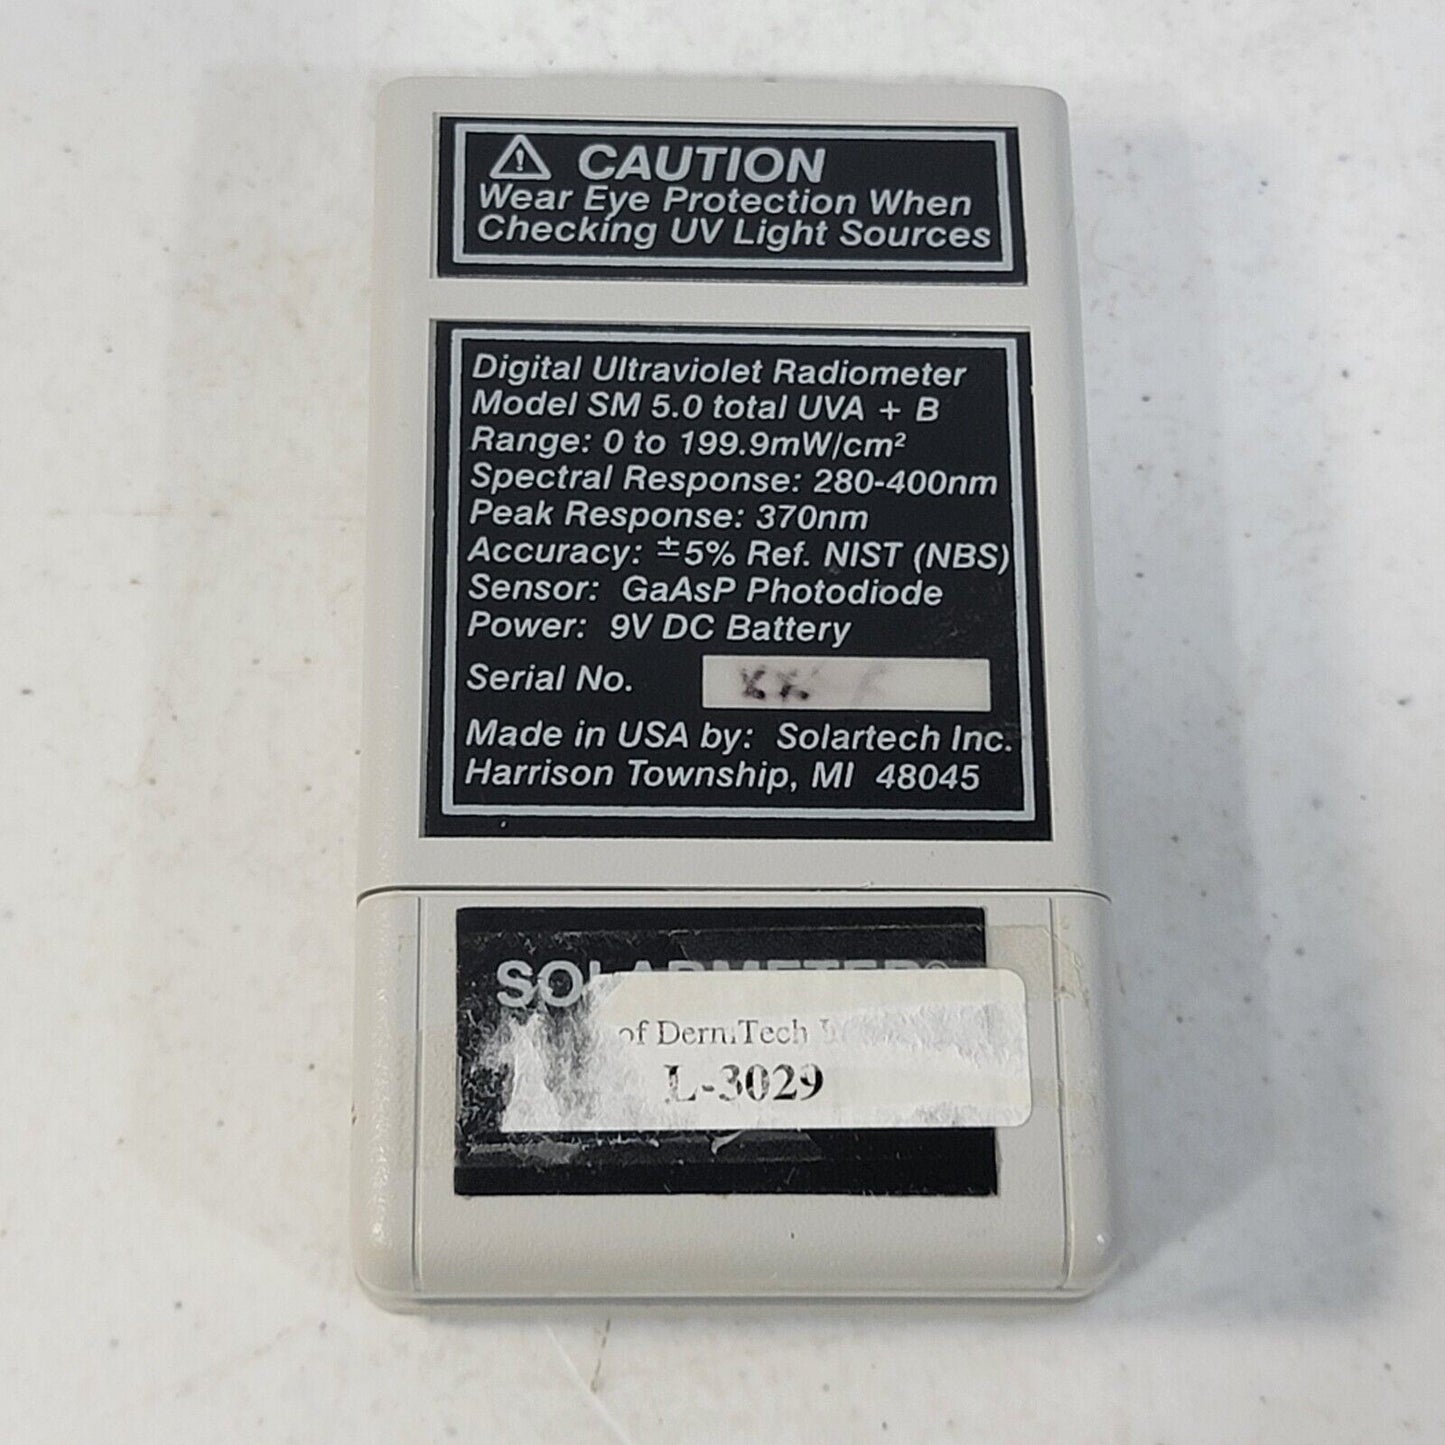 CAUTION
Wear Eye Protection When
Checking UV Light Sources
Digital Ultraviolet Radiometer
Model SM 5.0 total UVA + B
Range: 0 to 199.9mW/cm²
Spectral Response: 280-400nm
Peak Response: 370nm
Accuracy: ±5% Ref. NIST (NBS)
Sensor: GaAsP Photodiode
Power: 9V DC Battery
Serial No.
Made in USA by: Solartech Inc.
Harrison Township, MI 48045
SOLARMETER®
of DermTech
L-3029